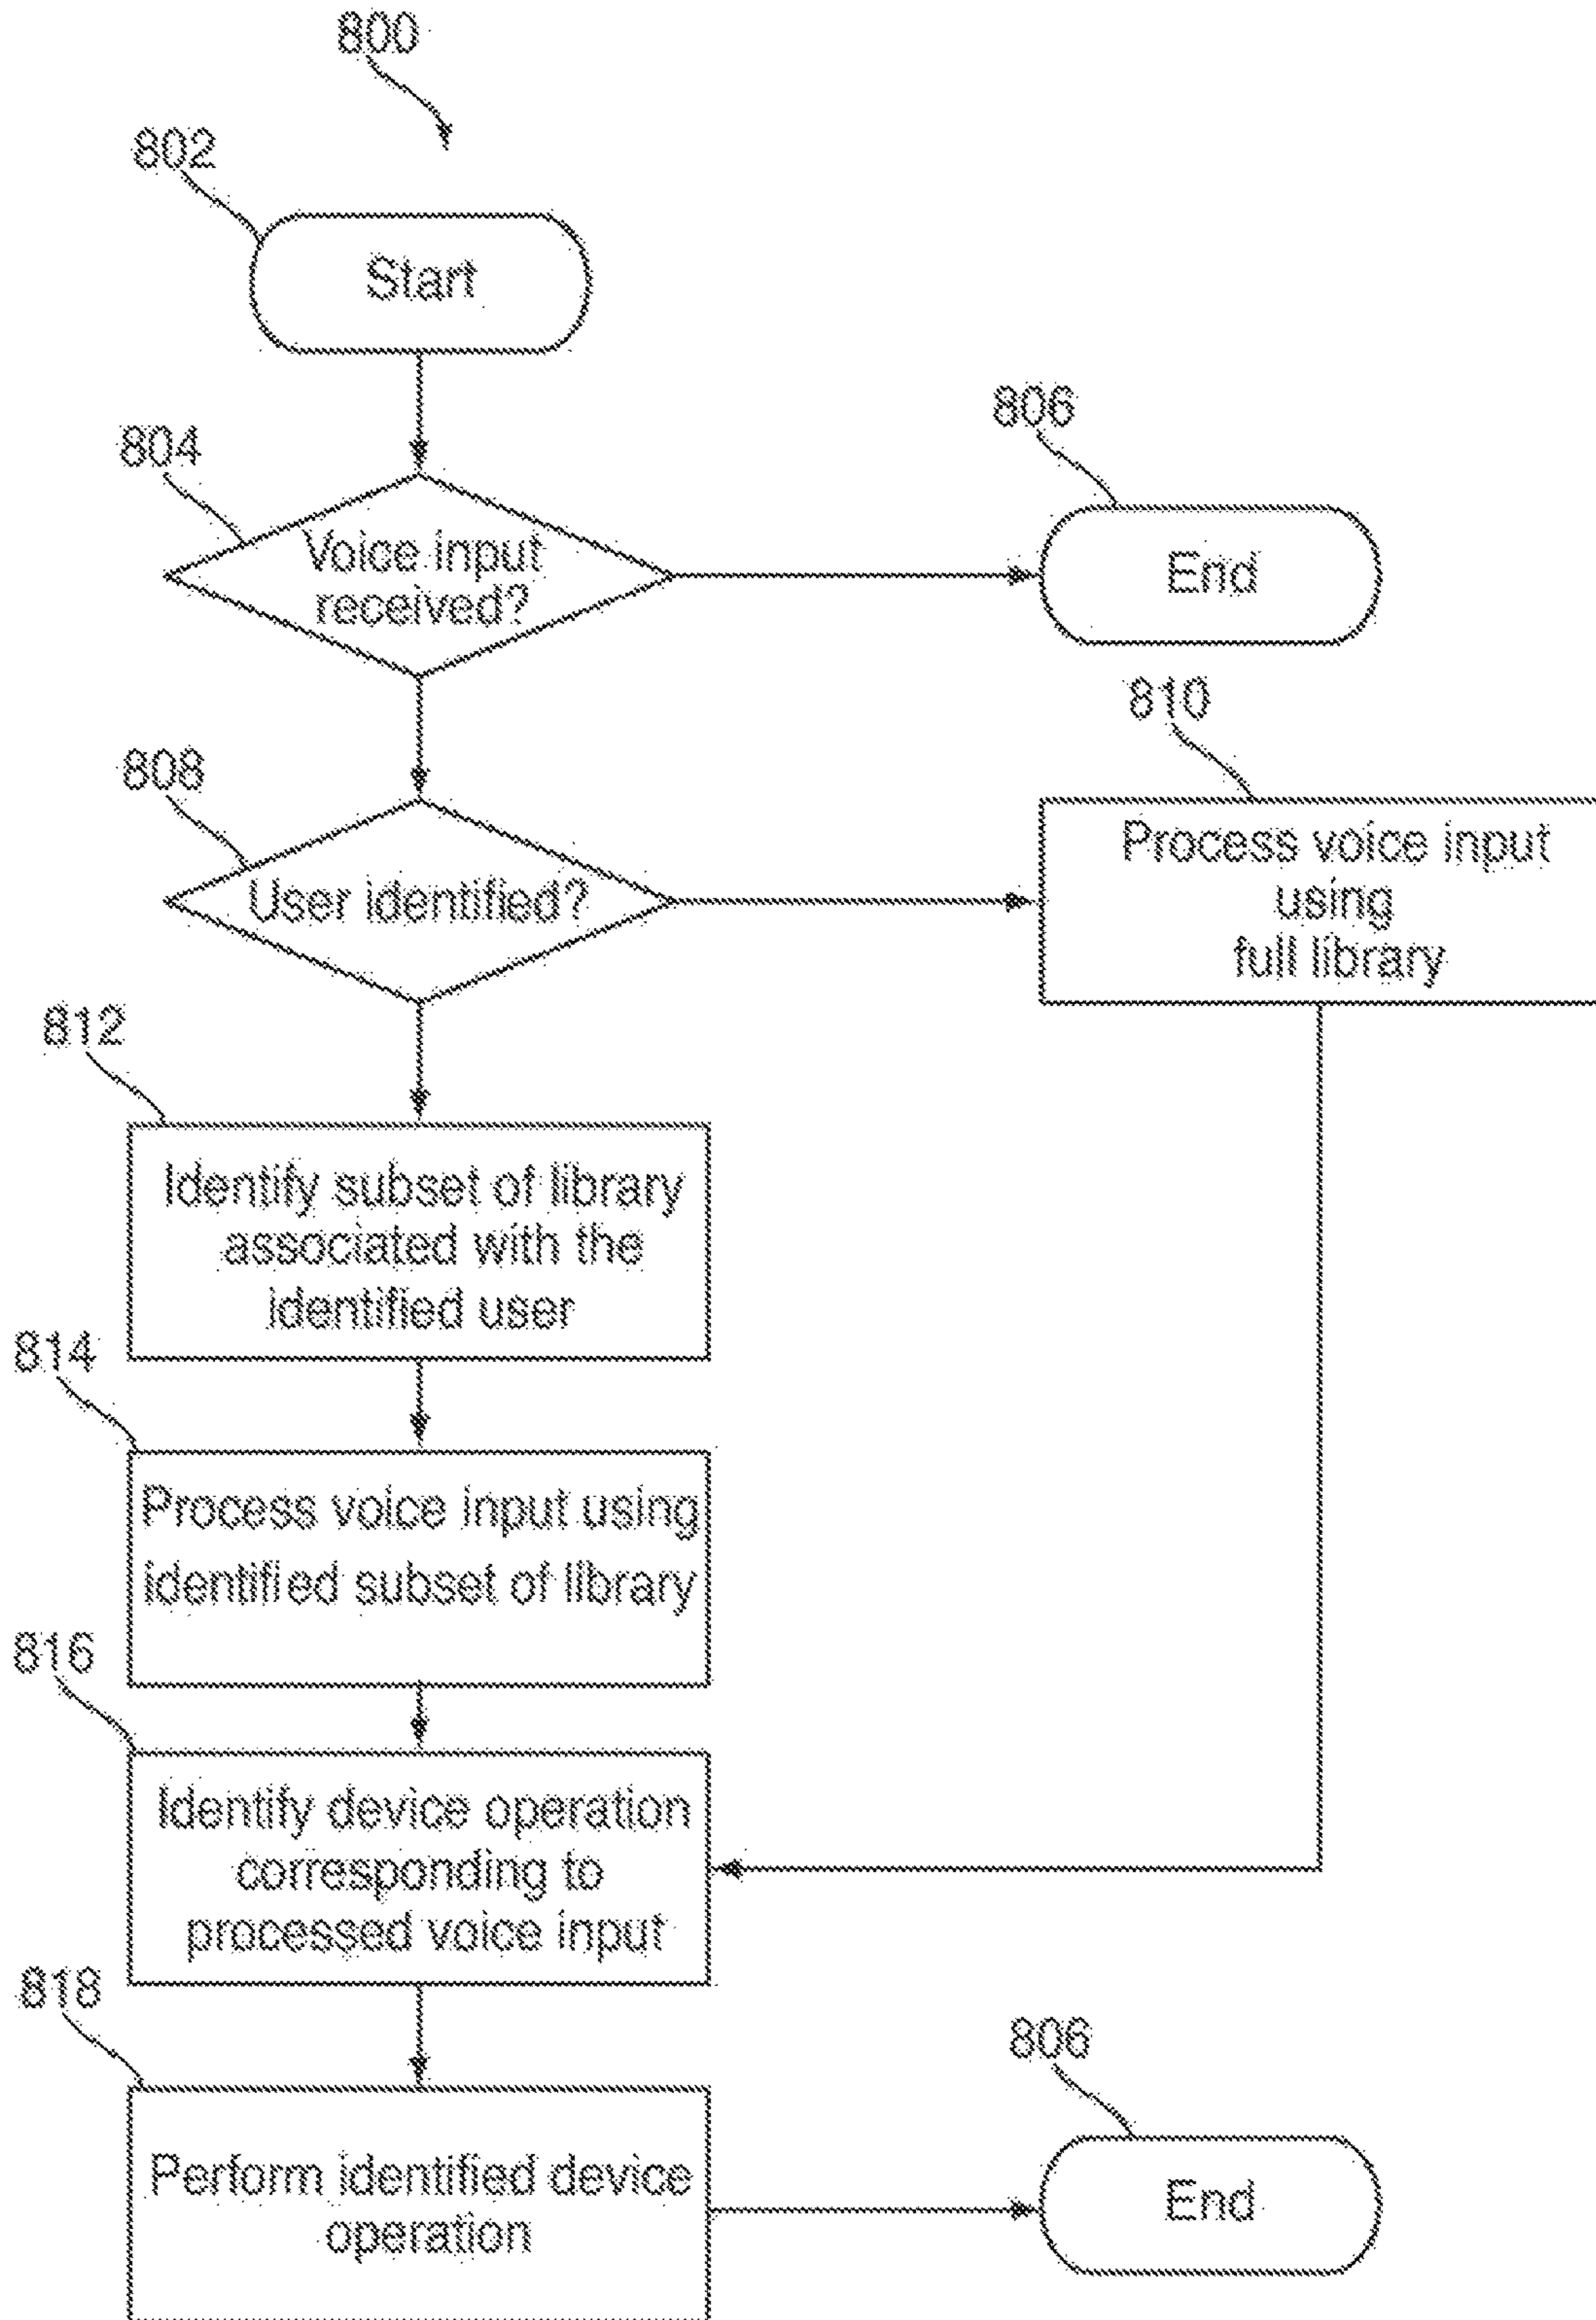 800
802
Start
804
Voice input
received?
806
End
808
User identified?
810
Process voice input
using
full library
812
Identify subset of library
associated with the
identified user
814
Process voice input using
identified subset of library
816
Identify device operation
corresponding to
processed voice input
818
Perform identified device
operation
806
End